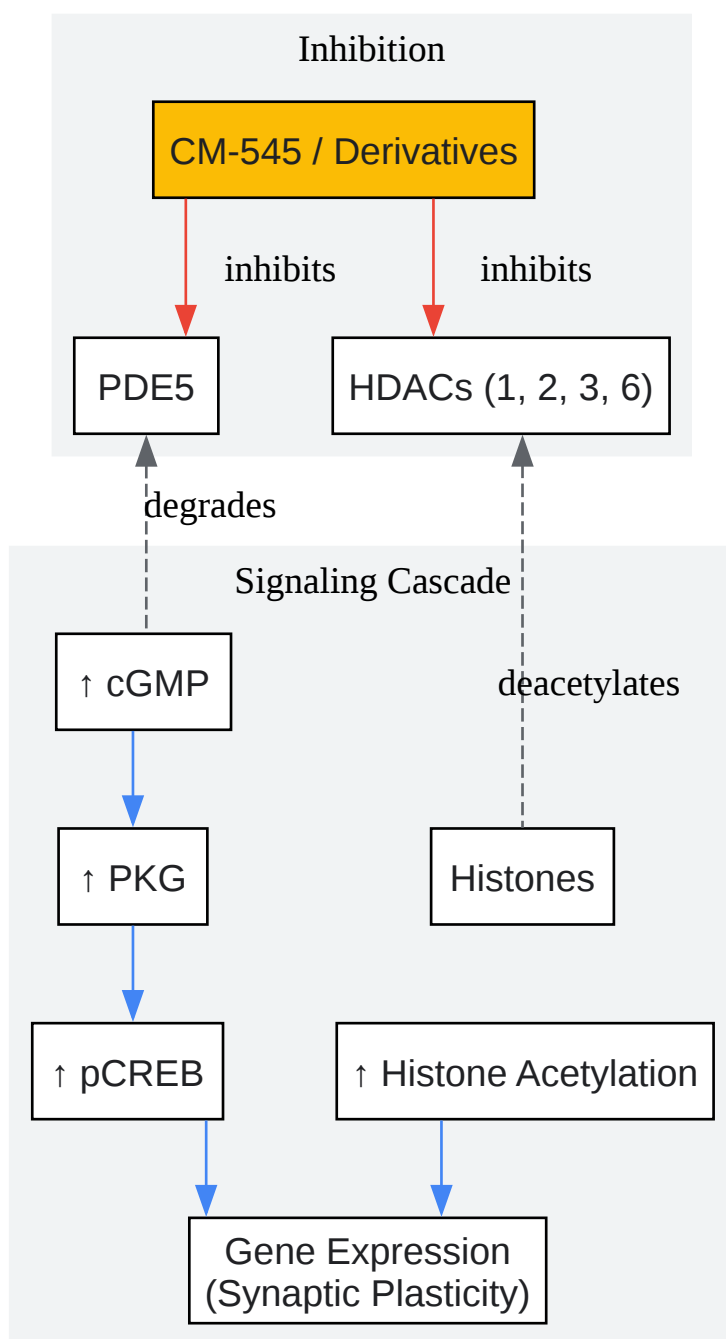 Inhibition
CM-545 / Derivatives
inhibits
inhibits
PDE5
HDACs (1, 2, 3, 6)
degrades
Signaling Cascade
↑ cGMP
deacetylates
↑ PKG
Histones
↑ pCREB
↑ Histone Acetylation
Gene Expression
(Synaptic Plasticity)